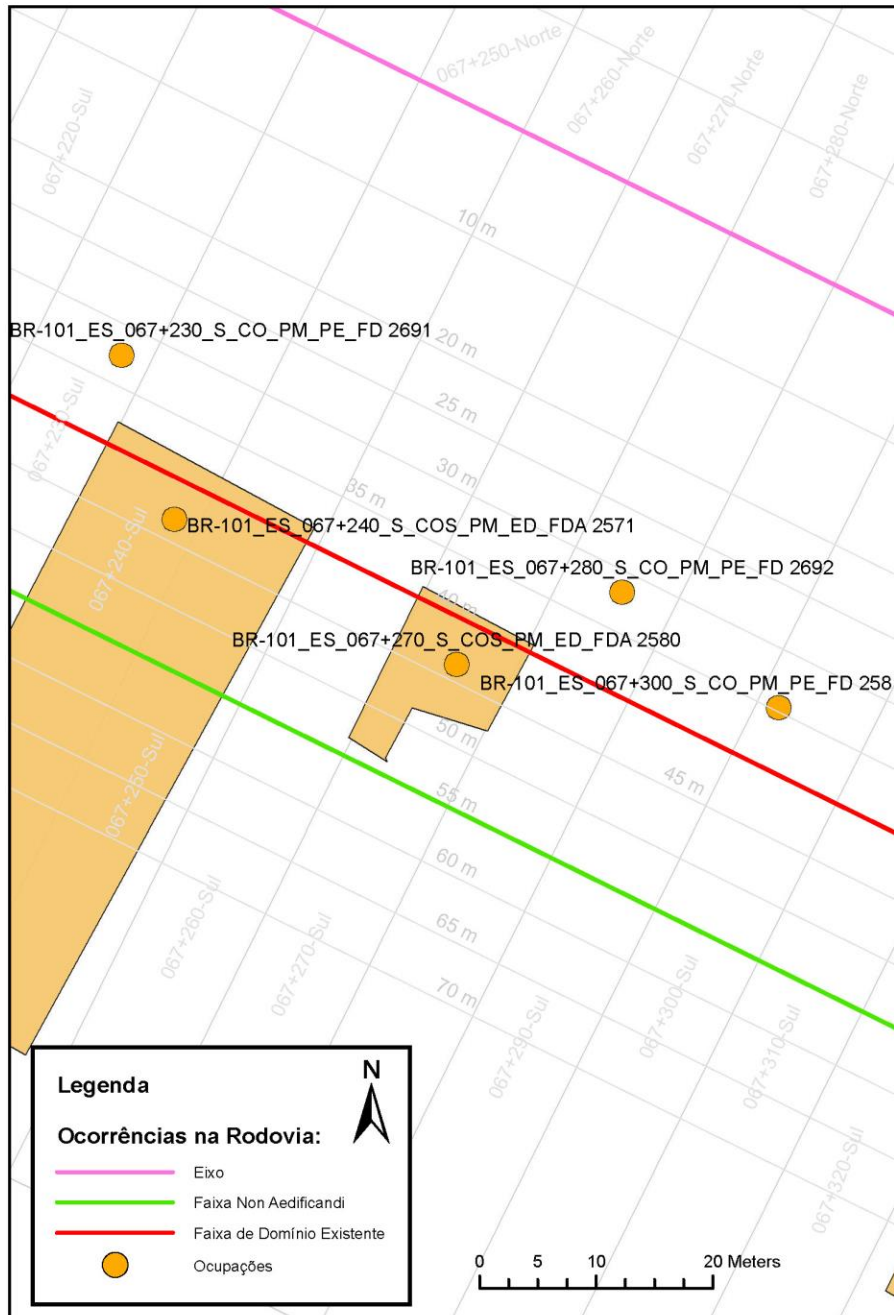 067+250-Norte
067+260-Norte
067+270-Norte
067+280-Norte
067+220-Sul
10 m
BR-101_ES_067+230_S_CO_PM_PE_FD 2691
20 m
25 m
067+230-Sul
30 m
35 m
BR-101_ES_067+240_S_COS_PM_ED_FDA 2571
067+240-Sul
BR-101_ES_067+280_S_CO_PM_PE_FD 2692
40 m
BR-101_ES_067+270_S_COS_PM_ED_FDA 2580
BR-101_ES_067+300_S_CO_PM_PE_FD 258
50 m
45 m
067+250-Sul
55 m
60 m
067+260-Sul
65 m
067+270-Sul
70 m
067+290-Sul
067+300-Sul
067+310-Sul
067+320-Sul
N
Legenda
Ocorrências na Rodovia:
Eixo
Faixa Non Aedificandi
Faixa de Domínio Existente
Ocupações
0 5 10 20 Meters